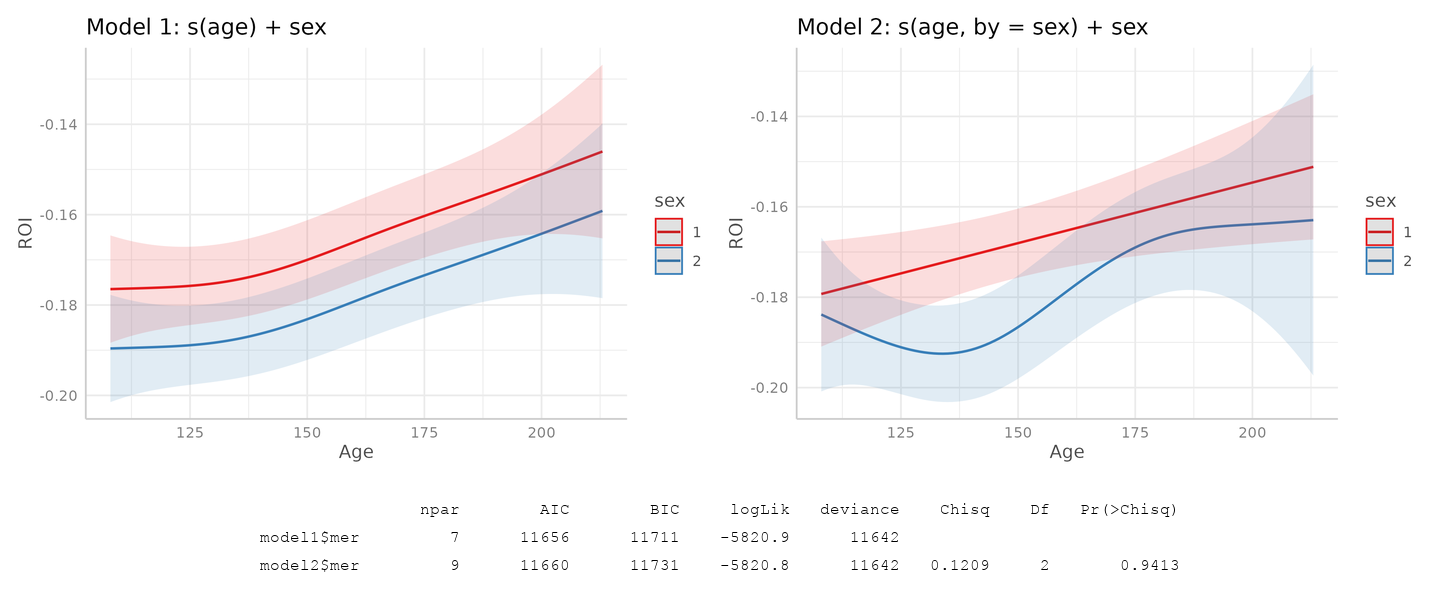 Model 1: s(age) + sex
-0.14
-0.16
-0.18
-0.20
ROI
125 150 175 200
Age
sex
1
2
Model 2: s(age, by = sex) + sex
-0.14
-0.16
-0.18
-0.20
ROI
125 150 175 200
Age
sex
1
2
npar AIC BIC logLik deviance Chisq Df Pr(>Chisq)
model1$mer 7 11656 11711 -5820.9 11642
model2$mer 9 11660 11731 -5820.8 11642 0.1209 2 0.9413